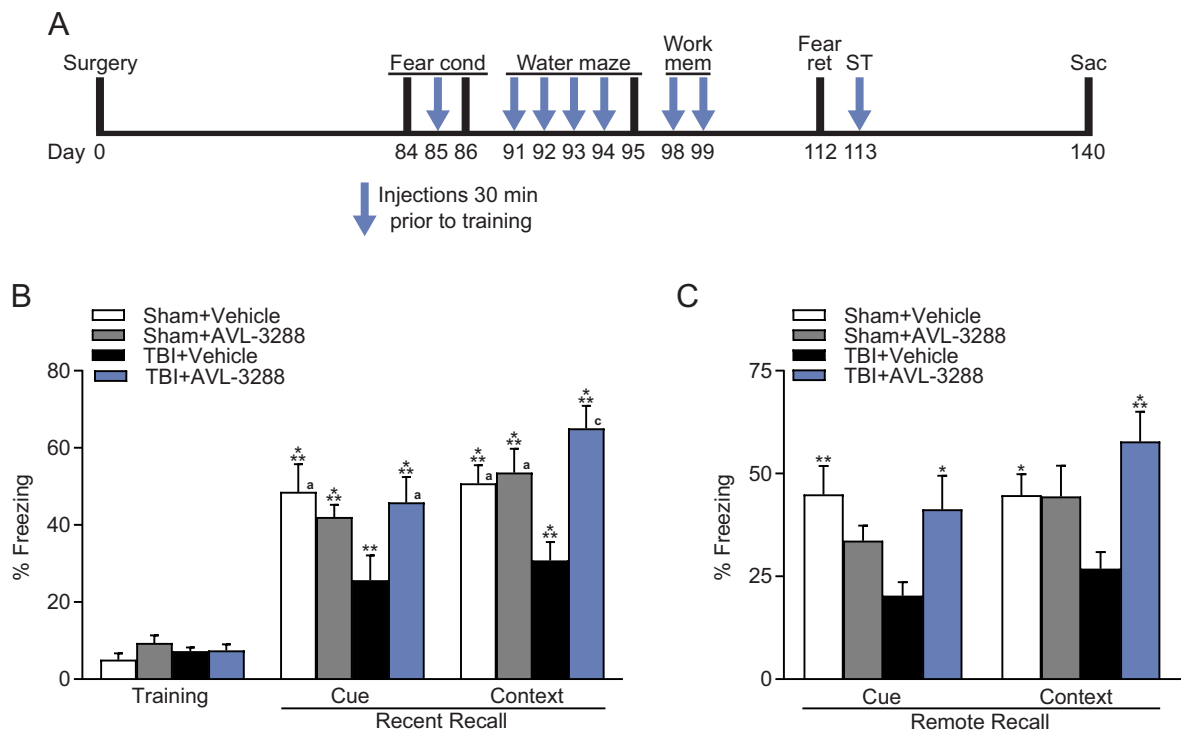 A
Surgery
Fear cond
Water maze
Work
mem
Fear
ret
ST
Sac
Day 0 84 85 86 91 92 93 94 95 98 99 112 113 140
Injections 30 min
prior to training
B
Sham+Vehicle
Sham+AVL-3288
TBI+Vehicle
TBI+AVL-3288
% Freezing
80
60
40
20
0
*
**
a
*
**
**
*
**
a
*
**
a
*
**
a
*
**
*
**
c
Training
Cue
Context
Recent Recall
C
Sham+Vehicle
Sham+AVL-3288
TBI+Vehicle
TBI+AVL-3288
% Freezing
75
50
25
0
**
*
*
*
**
Cue
Context
Remote Recall